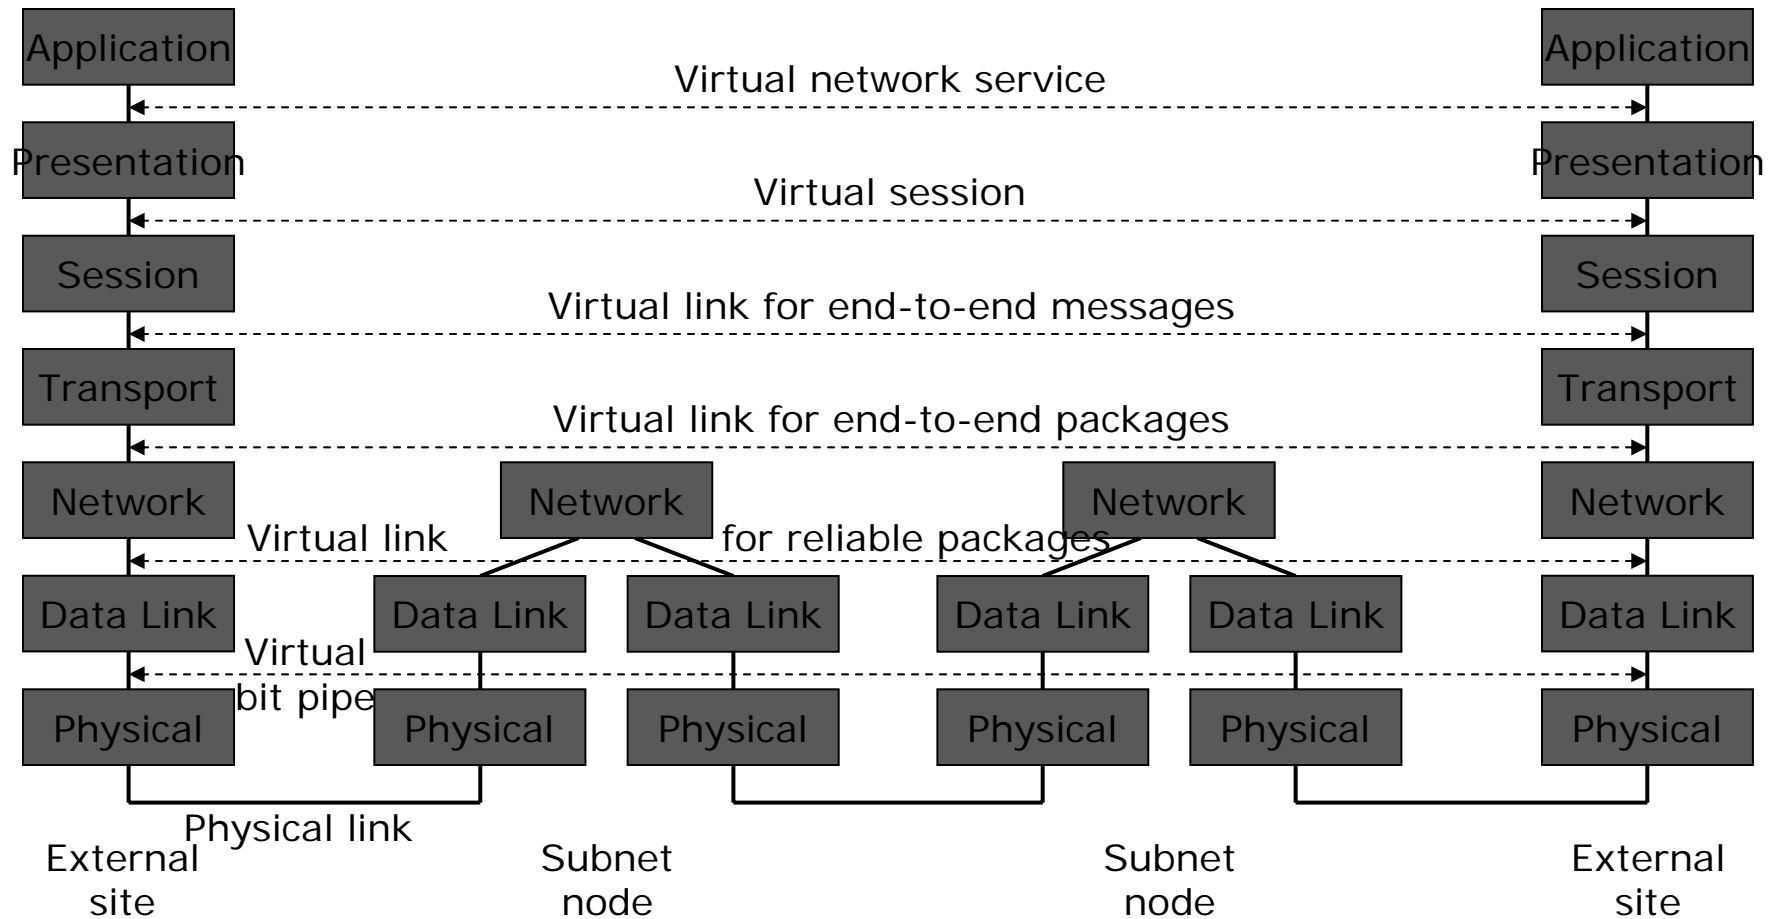 Application
Application
Virtual network service
Presentation
Presentation
Virtual session
Session
Session
Virtual link for end-to-end messages
Transport
Transport
Virtual link for end-to-end packages
Network
Network
Network
Network
Virtual link
for reliable packages
Data Link
Data Link
Data Link
Data Link
Data Link
Data Link
Virtual
bit pipe
Physical
Physical
Physical
Physical
Physical
Physical
Physical link
External
site
Subnet
node
Subnet
node
External
site